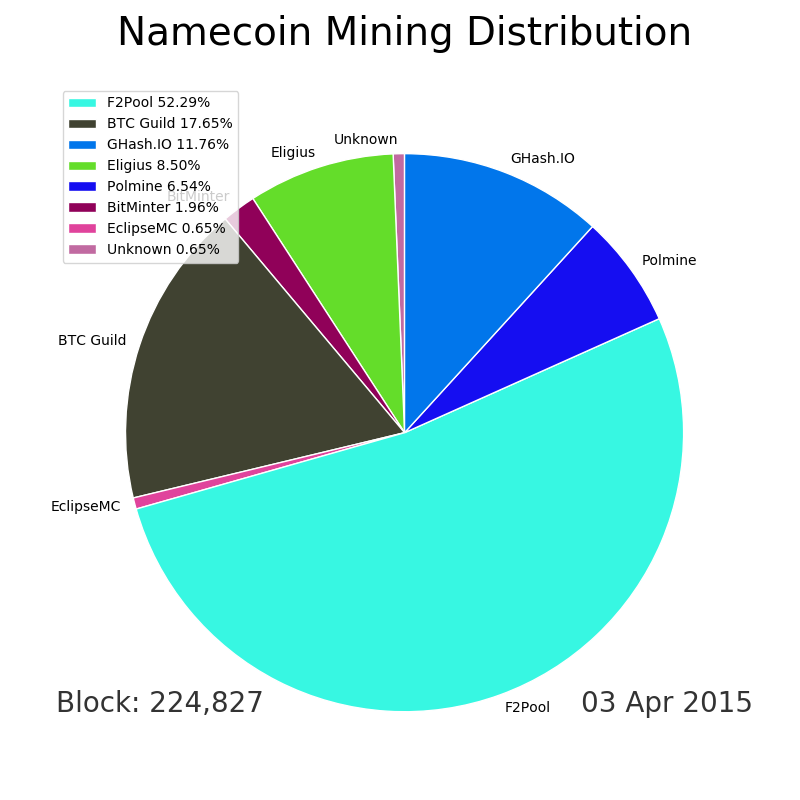 Namecoin Mining Distribution
F2Pool 52.29%
BTC Guild 17.65%
GHash.IO 11.76%
Eligius 8.50%
Polmine 6.54%
BitMinter 1.96%
EclipseMC 0.65%
Unknown 0.65%
Unknown
Eligius
GHash.IO
BitMinter
Polmine
BTC Guild
EclipseMC
F2Pool
Block: 224,827
03 Apr 2015